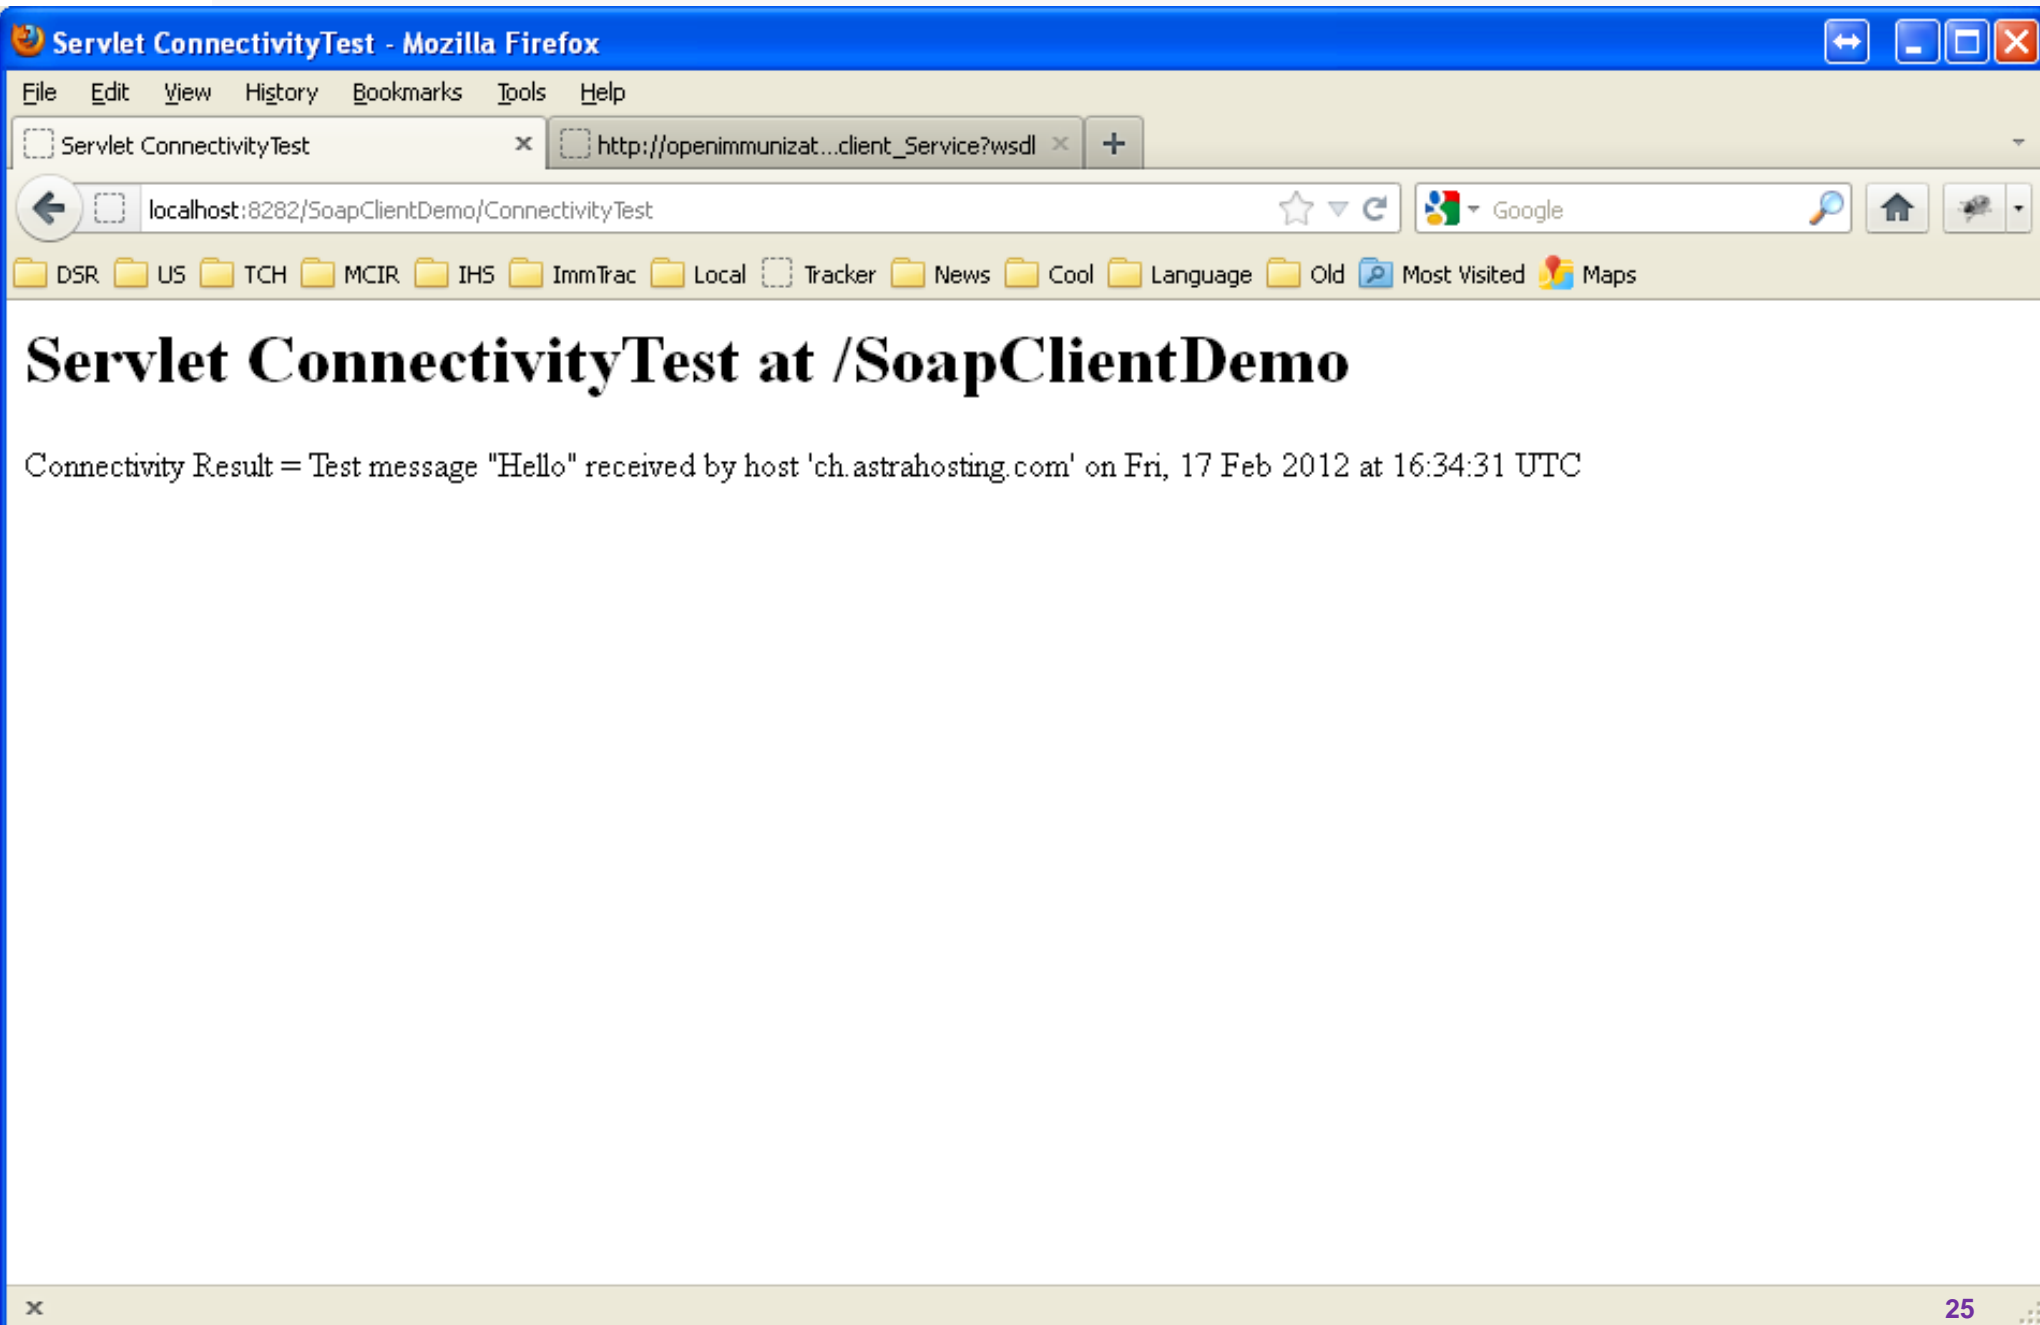 Servlet ConnectivityTest - Mozilla Firefox
File Edit View History Bookmarks Tools Help
Servlet ConnectivityTest http://openimmunizat...client_Service?wsdl
localhost:8282/SoapClientDemo/ConnectivityTest Google
DSR US TCH MCIR IHS ImmTrac Local Tracker News Cool Language Old Most Visited Maps
Servlet ConnectivityTest at /SoapClientDemo
Connectivity Result = Test message "Hello" received by host 'ch.astrahosting.com' on Fri, 17 Feb 2012 at 16:34:31 UTC
25